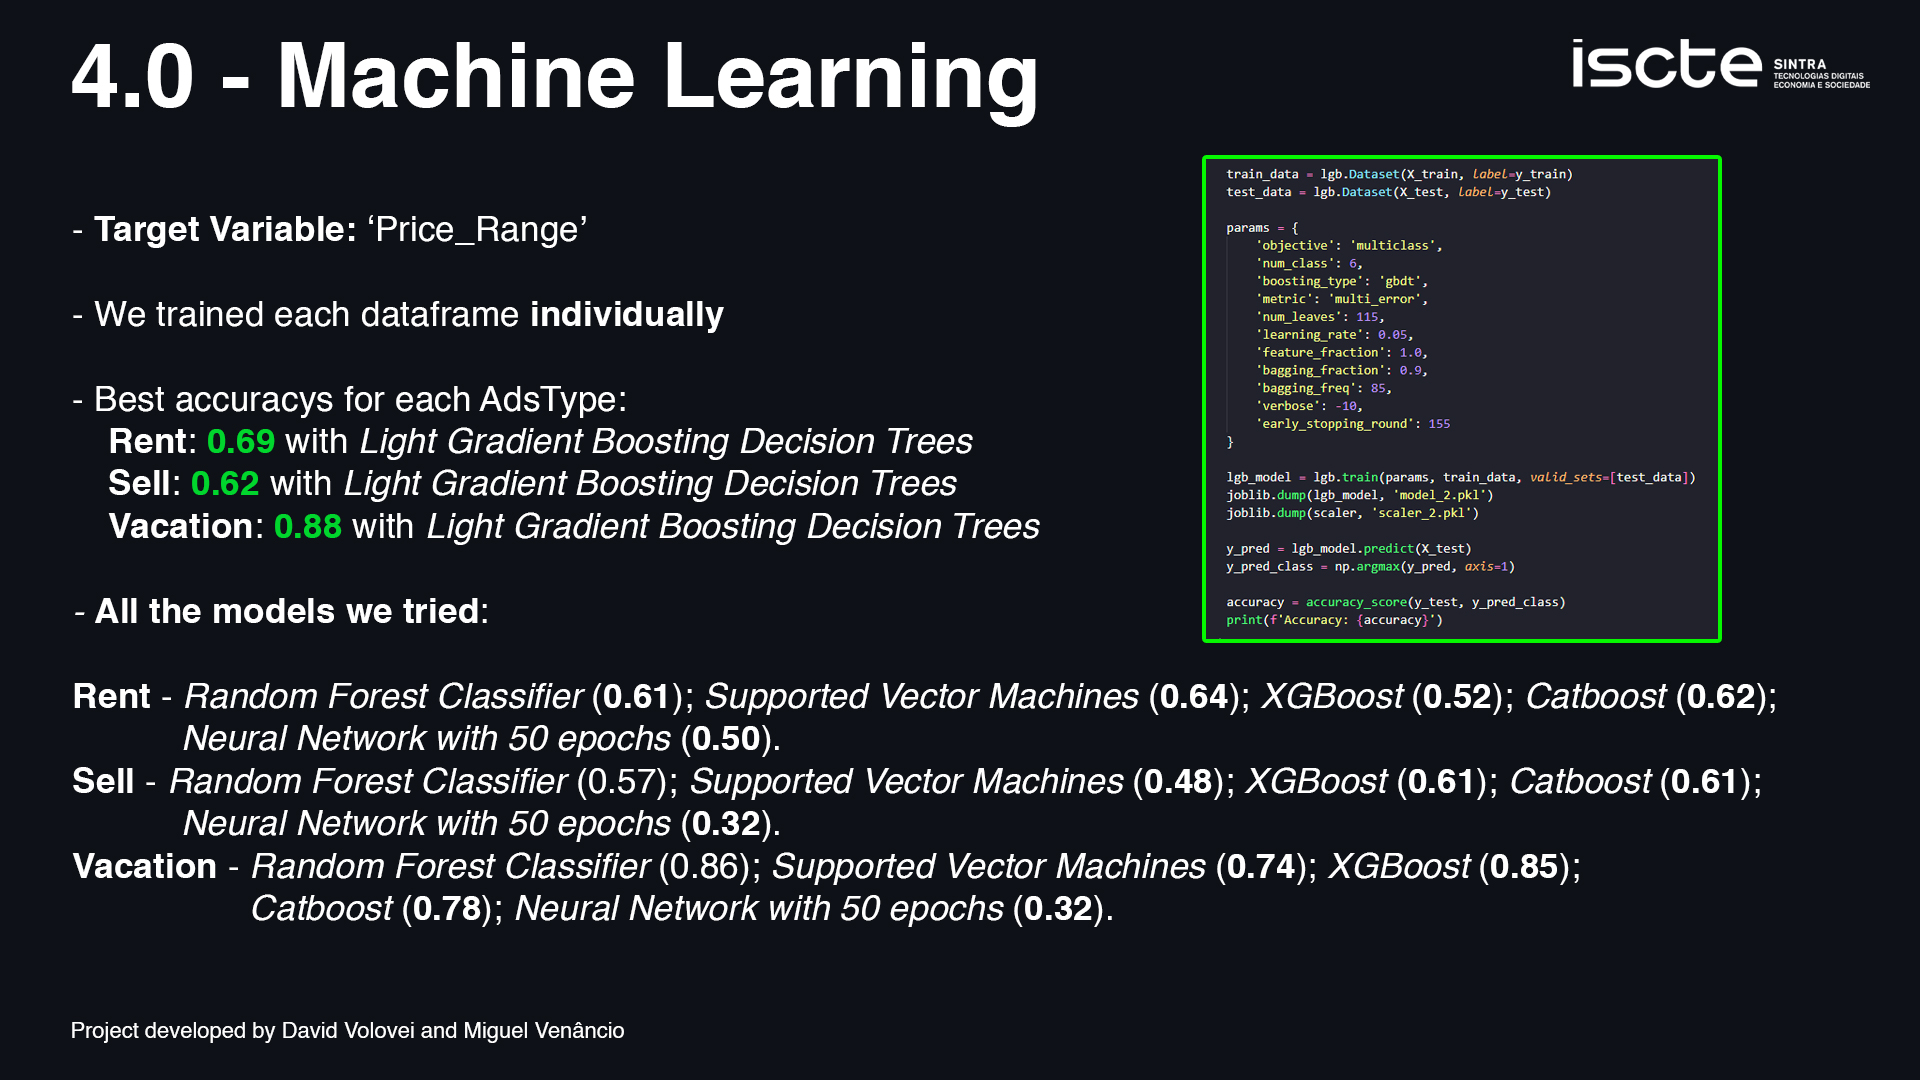 4.0 - Machine Learning
iscte SINTRA
TECNOLOGIAS DIGITAIS
ECONOMIA E SOCIEDADE
- Target Variable: ‘Price_Range’
- We trained each dataframe individually
- Best accuracys for each AdsType:
Rent: 0.69 with Light Gradient Boosting Decision Trees
Sell: 0.62 with Light Gradient Boosting Decision Trees
Vacation: 0.88 with Light Gradient Boosting Decision Trees
- All the models we tried:
train_data = lgb.Dataset(X_train, label=y_train)
test_data = lgb.Dataset(X_test, label=y_test)
params = {
'objective': 'multiclass',
'num_class': 6,
'boosting_type': 'gbdt',
'metric': 'multi_error',
'num_leaves': 115,
'learning_rate': 0.05,
'feature_fraction': 1.0,
'bagging_fraction': 0.9,
'bagging_freq': 85,
'verbose': -10,
'early_stopping_round': 155
}
lgb_model = lgb.train(params, train_data, valid_sets=[test_data])
joblib.dump(lgb_model, 'model_2.pkl')
joblib.dump(scaler, 'scaler_2.pkl')
y_pred = lgb_model.predict(X_test)
y_pred_class = np.argmax(y_pred, axis=1)
accuracy = accuracy_score(y_test, y_pred_class)
print(f'Accuracy: {accuracy}')
Rent - Random Forest Classifier (0.61); Supported Vector Machines (0.64); XGBoost (0.52); Catboost (0.62);
Neural Network with 50 epochs (0.50).
Sell - Random Forest Classifier (0.57); Supported Vector Machines (0.48); XGBoost (0.61); Catboost (0.61);
Neural Network with 50 epochs (0.32).
Vacation - Random Forest Classifier (0.86); Supported Vector Machines (0.74); XGBoost (0.85);
Catboost (0.78); Neural Network with 50 epochs (0.32).
Project developed by David Volovei and Miguel Venâncio